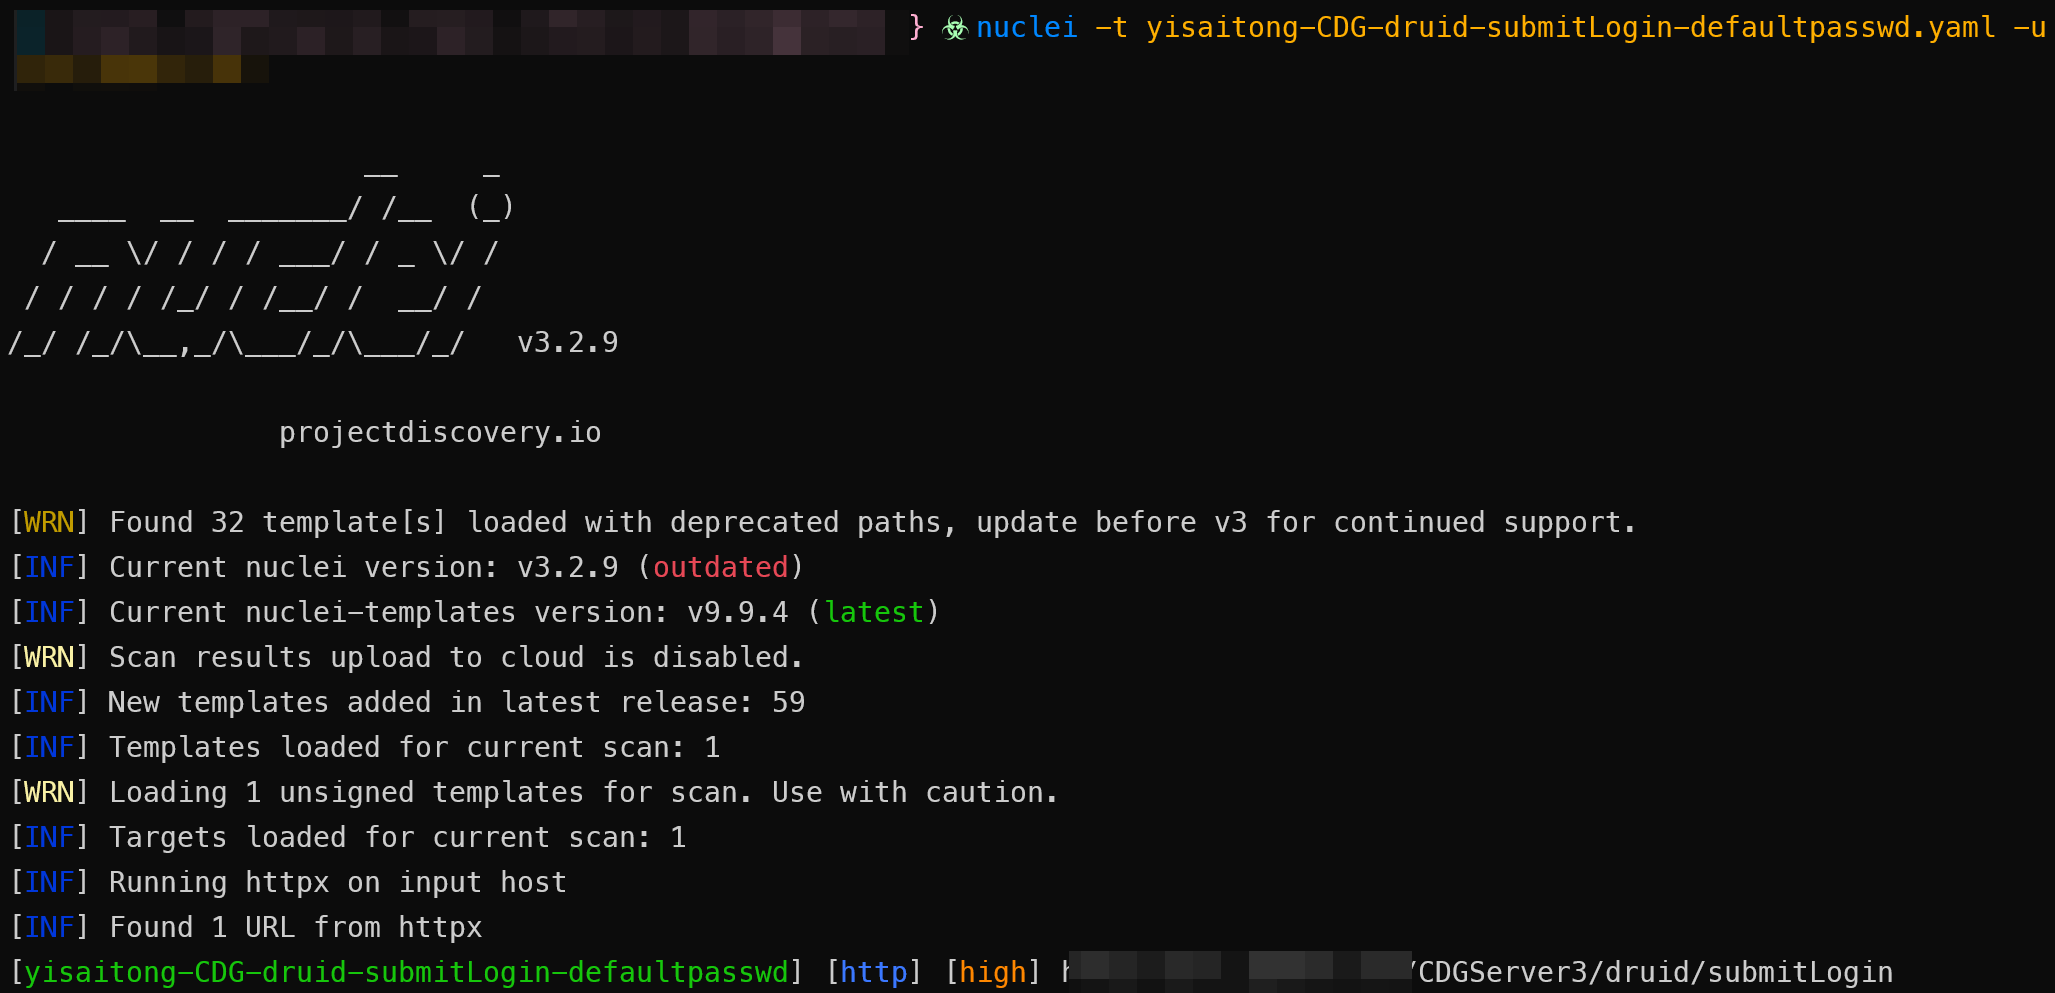 } ☣ nuclei -t yisaitong-CDG-druid-submitLogin-defaultpasswd.yaml -u
                     __     _
   ____  __  _______/ /__  (_)
  / __ \/ / / / ___/ / _ \/ /
 / / / / /_/ / /__/ /  __/ /
/_/ /_/\__,_/\___/_/\___/_/   v3.2.9
projectdiscovery.io
[WRN] Found 32 template[s] loaded with deprecated paths, update before v3 for continued support.
[INF] Current nuclei version: v3.2.9 (outdated)
[INF] Current nuclei-templates version: v9.9.4 (latest)
[WRN] Scan results upload to cloud is disabled.
[INF] New templates added in latest release: 59
[INF] Templates loaded for current scan: 1
[WRN] Loading 1 unsigned templates for scan. Use with caution.
[INF] Targets loaded for current scan: 1
[INF] Running httpx on input host
[INF] Found 1 URL from httpx
[yisaitong-CDG-druid-submitLogin-defaultpasswd] [http] [high] h /CDGServer3/druid/submitLogin